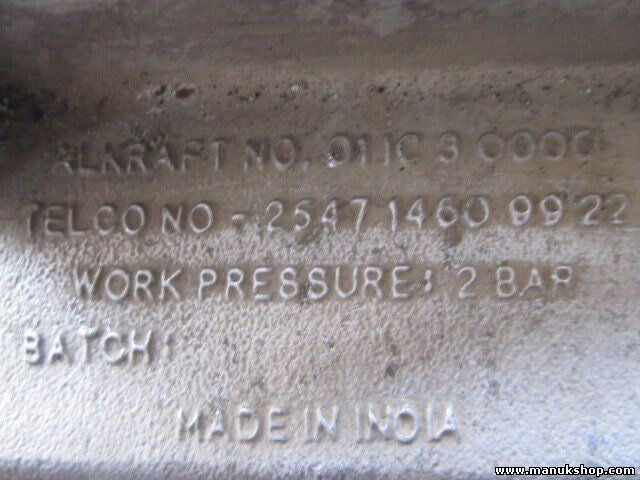 ALKRAFT NO. 011C 3 0000
TELCO NO - 2547 1460 99 22
WORK PRESSURE : 2 BAR
BATCH :
MADE IN INDIA
www.manukshop.com